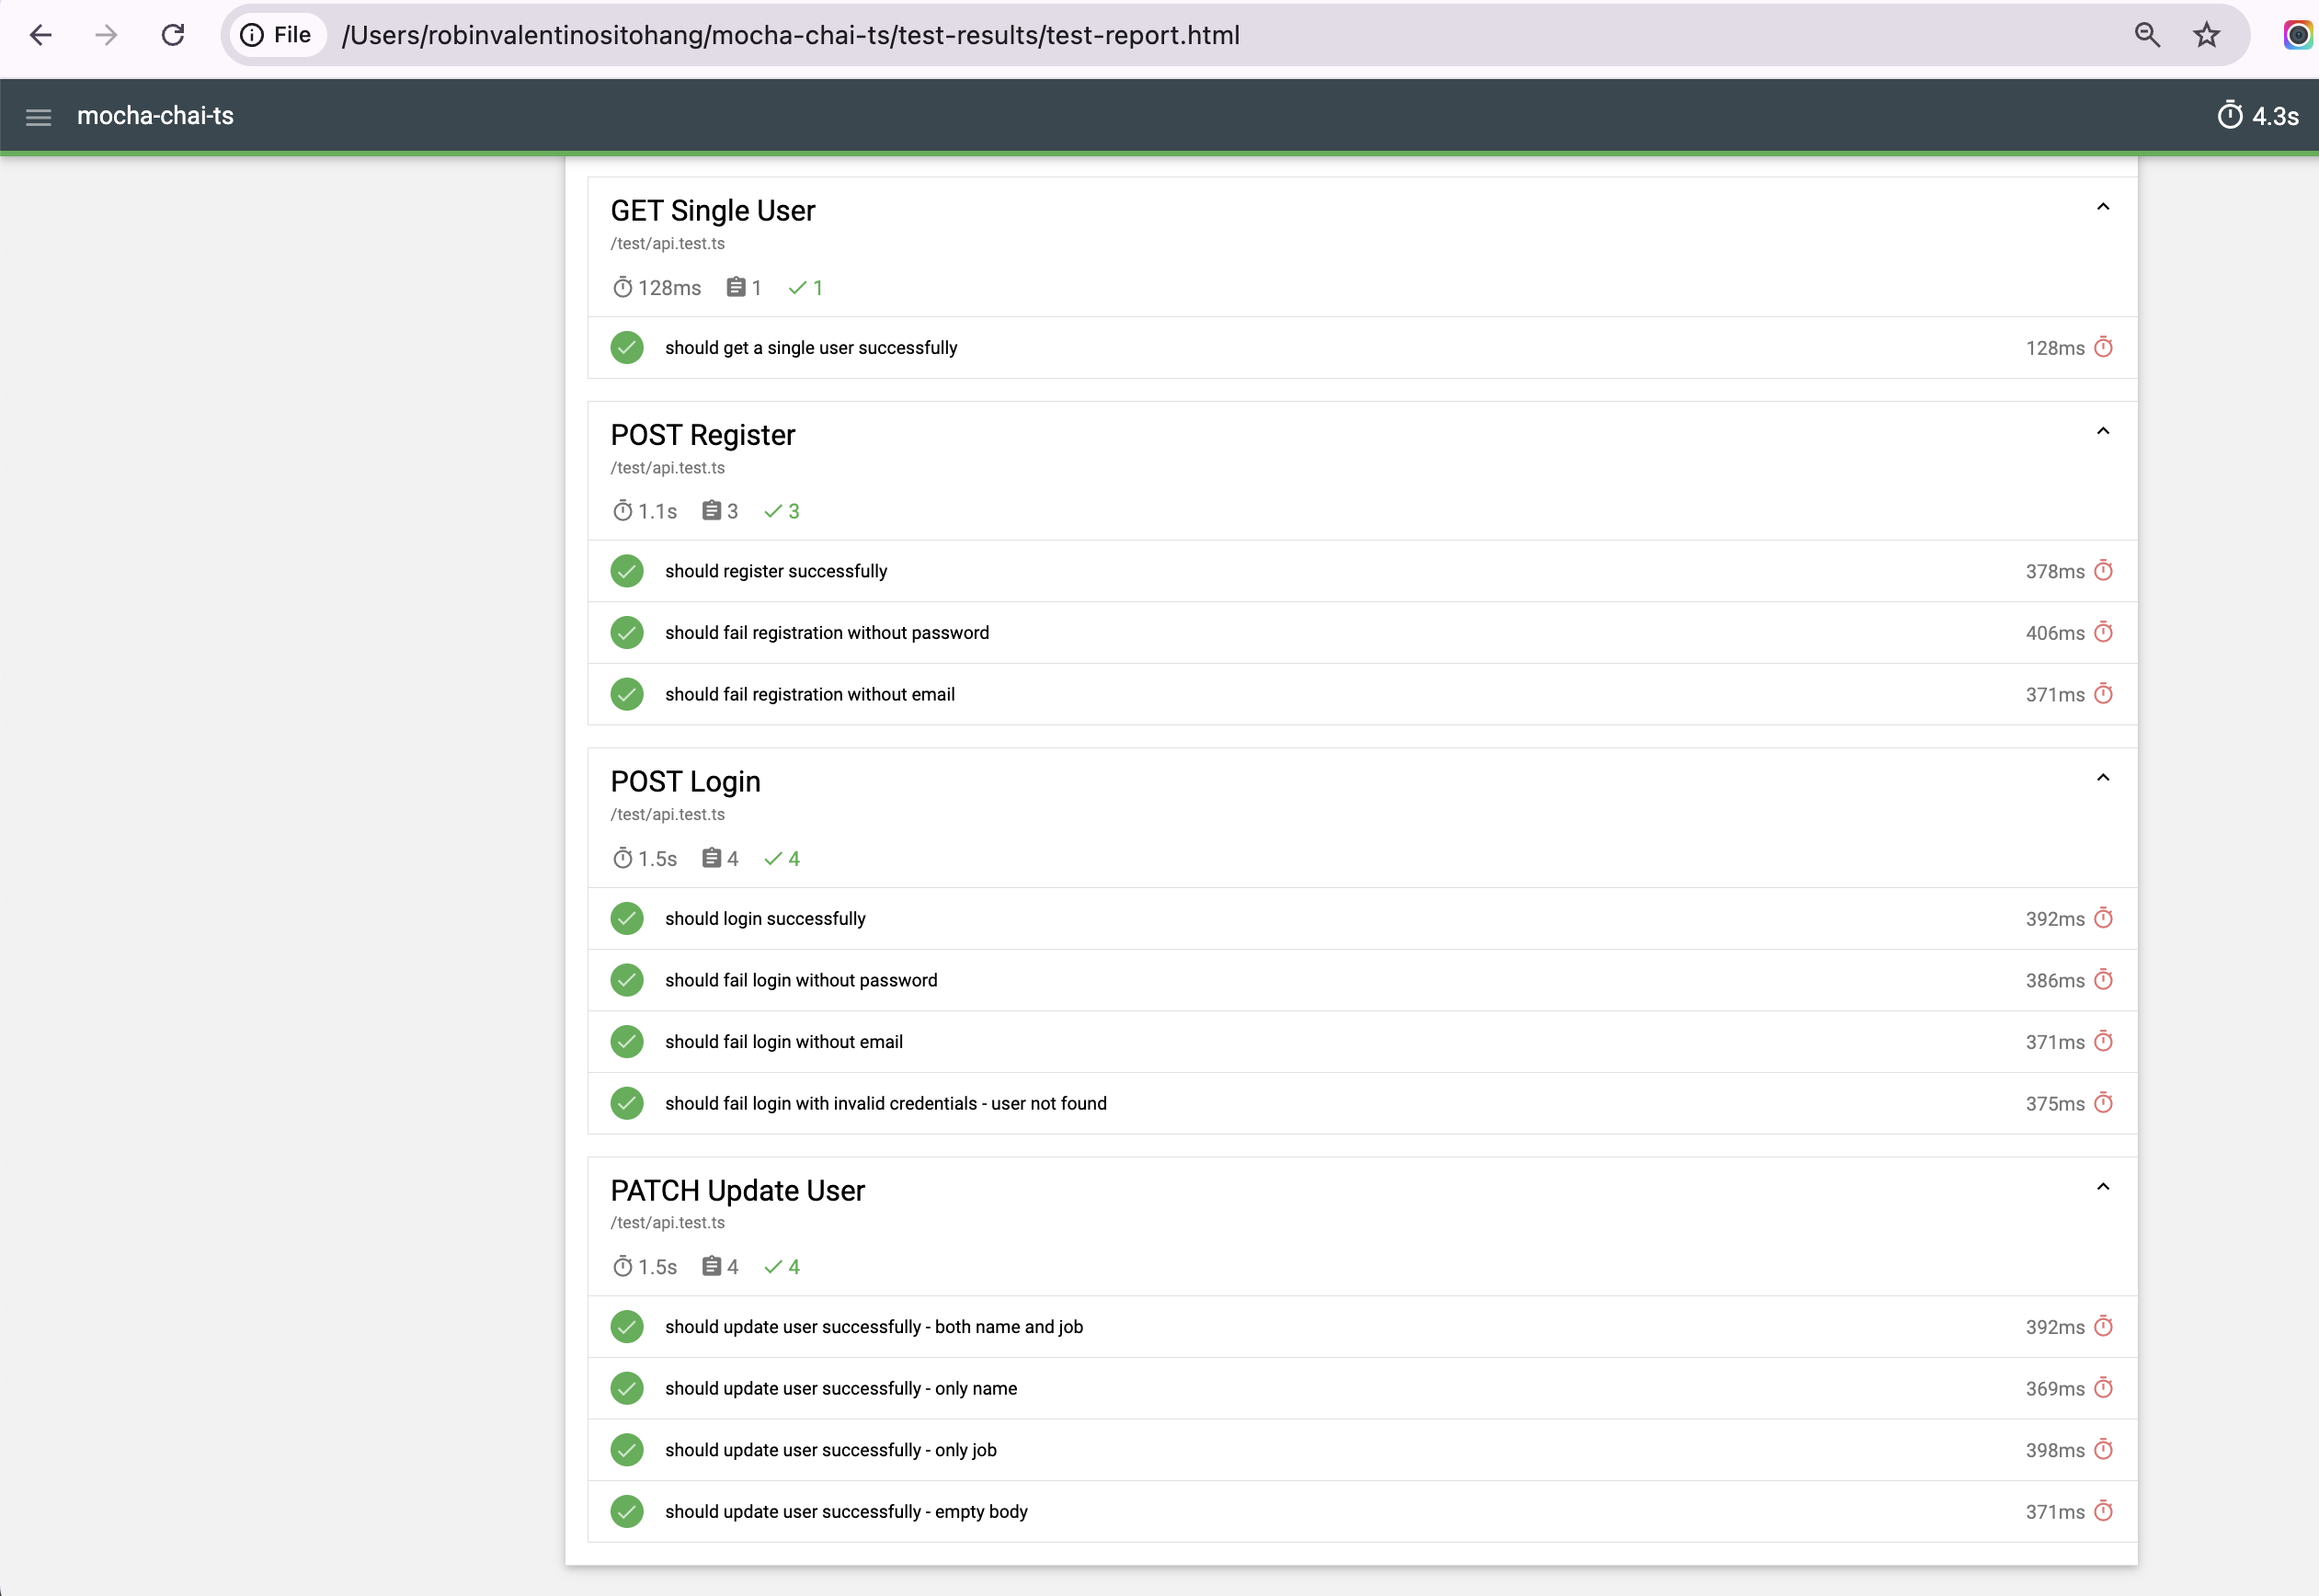 File /Users/robinvalentinositohang/mocha-chai-ts/test-results/test-report.html
mocha-chai-ts 4.3s
GET Single User
/test/api.test.ts
128ms 1 1
should get a single user successfully 128ms
POST Register
/test/api.test.ts
1.1s 3 3
should register successfully 378ms
should fail registration without password 406ms
should fail registration without email 371ms
POST Login
/test/api.test.ts
1.5s 4 4
should login successfully 392ms
should fail login without password 386ms
should fail login without email 371ms
should fail login with invalid credentials - user not found 375ms
PATCH Update User
/test/api.test.ts
1.5s 4 4
should update user successfully - both name and job 392ms
should update user successfully - only name 369ms
should update user successfully - only job 398ms
should update user successfully - empty body 371ms